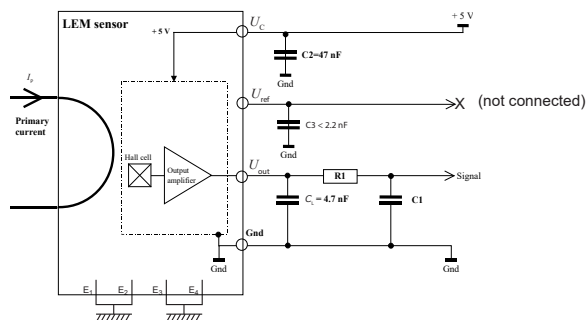 LEM sensor
U_C
+ 5 V
+ 5 V
C2=47 nF
Gnd
I_P
Primary
current
U_ref
X (not connected)
C3 < 2.2 nF
Gnd
Hall cell
Output
amplifier
U_out
R1
Signal
C_L = 4.7 nF
C1
Gnd
Gnd
Gnd
E_1 E_2 E_3 E_4